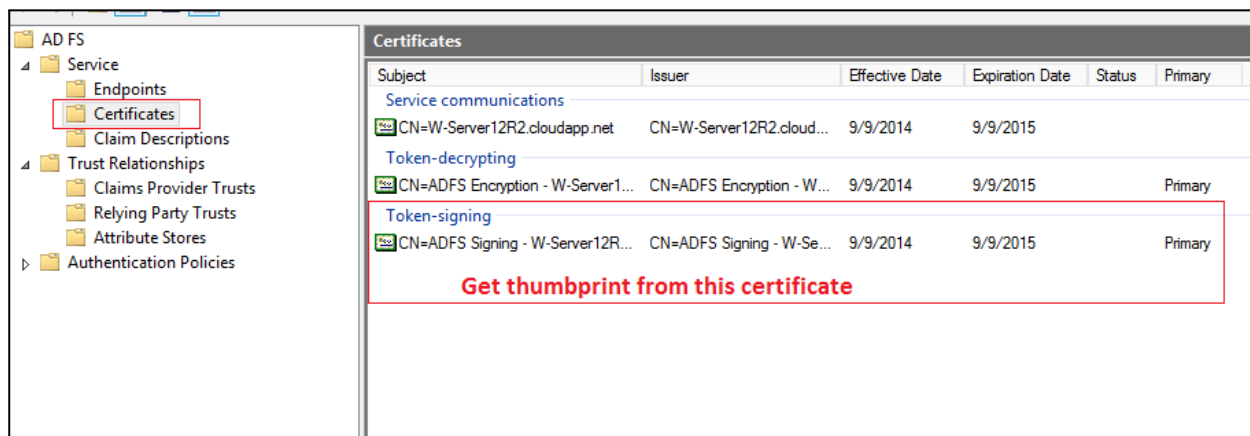 AD FS
Service
Endpoints
Certificates
Claim Descriptions
Trust Relationships
Claims Provider Trusts
Relying Party Trusts
Attribute Stores
Authentication Policies
Certificates
Subject Issuer Effective Date Expiration Date Status Primary
Service communications
CN=W-Server12R2.cloudapp.net CN=W-Server12R2.cloud... 9/9/2014 9/9/2015
Token-decrypting
CN=ADFS Encryption - W-Server1... CN=ADFS Encryption - W... 9/9/2014 9/9/2015 Primary
Token-signing
CN=ADFS Signing - W-Server12R... CN=ADFS Signing - W-Se... 9/9/2014 9/9/2015 Primary
Get thumbprint from this certificate